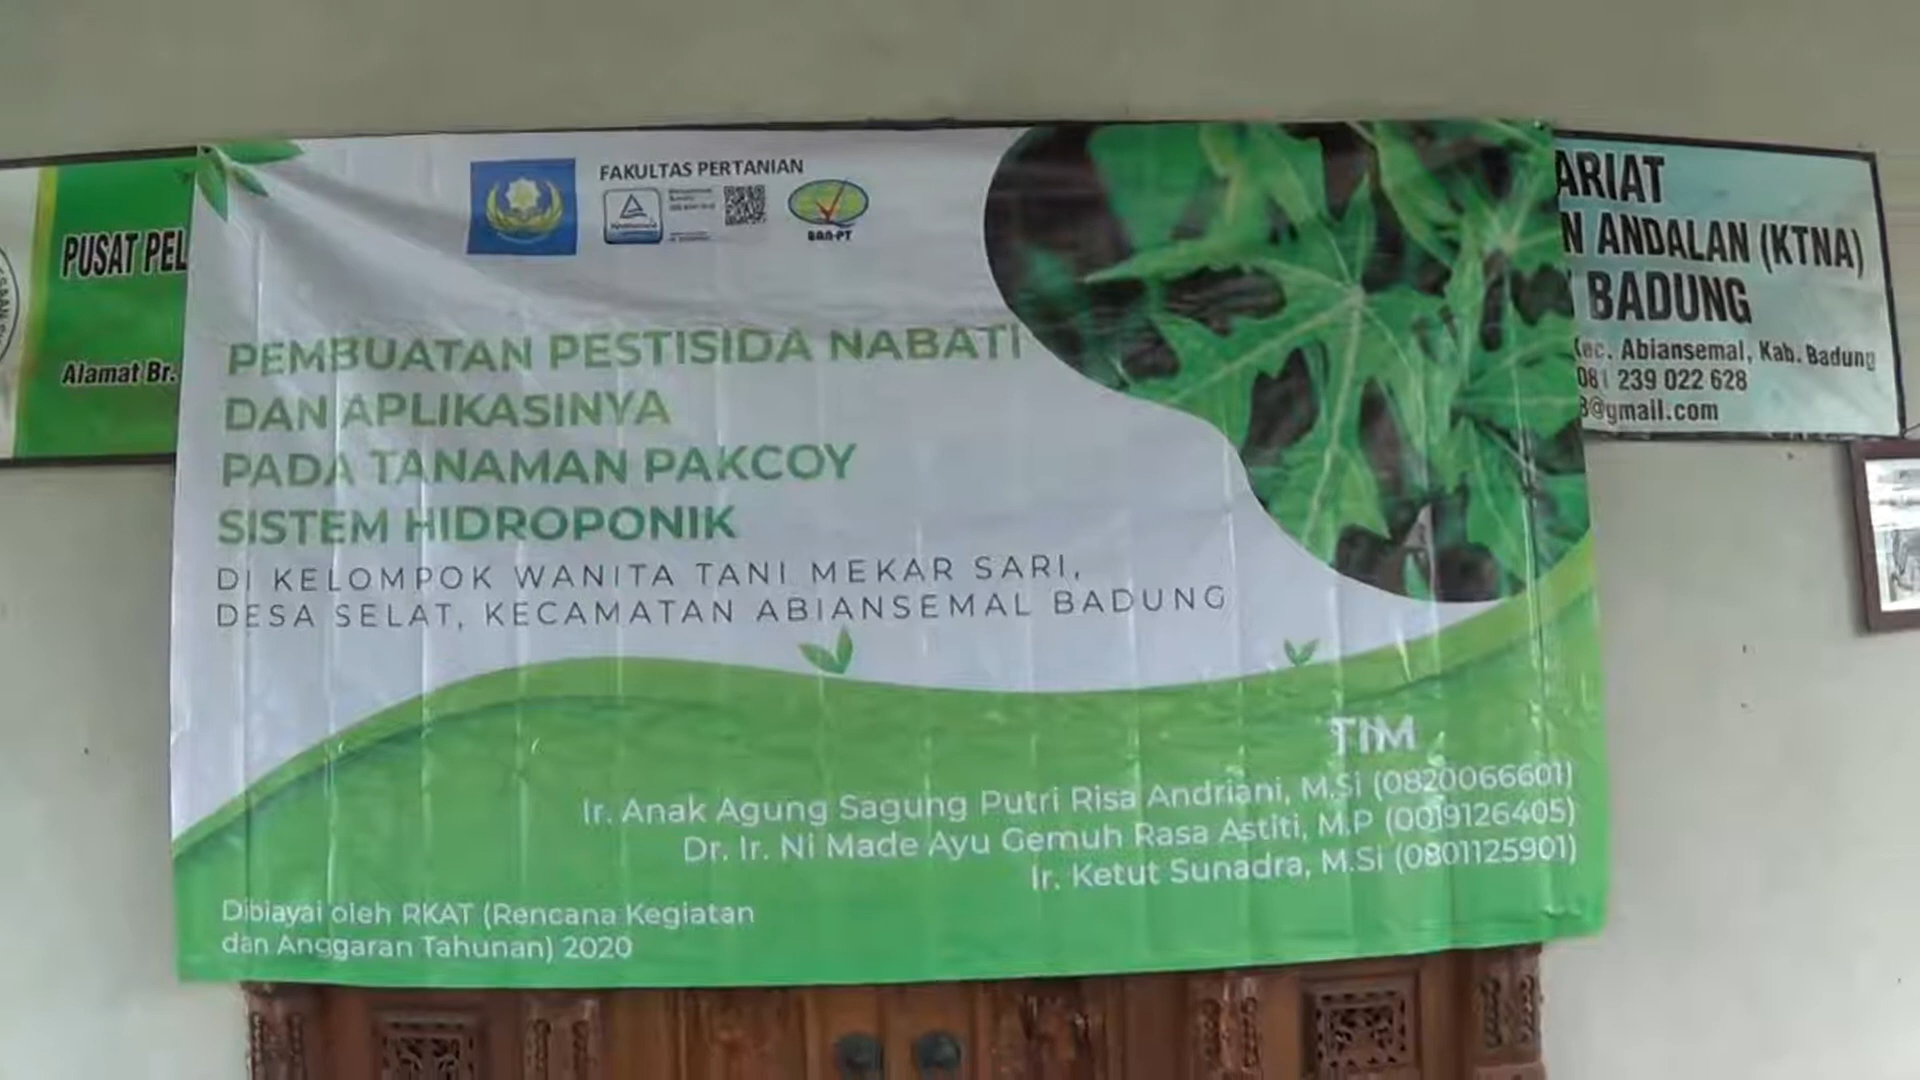 FAKULTAS PERTANIAN
BAN-PT
PEMBUATAN PESTISIDA NABATI
DAN APLIKASINYA
PADA TANAMAN PAKCOY
SISTEM HIDROPONIK
DI KELOMPOK WANITA TANI MEKAR SARI,
DESA SELAT, KECAMATAN ABIANSEMAL BADUNG
TIM
Ir. Anak Agung Sagung Putri Risa Andriani, M.Si (0820066601)
Dr. Ir. Ni Made Ayu Gemuh Rasa Astiti, M.P (0019126405)
Ir. Ketut Sunadra, M.Si (0801125901)
Dibiayai oleh RKAT (Rencana Kegiatan
dan Anggaran Tahunan) 2020
PUSAT PEL
Alamat Br.
ARIAT
N ANDALAN (KTNA)
BADUNG
Kec. Abiansemal, Kab. Badung
081 239 022 628
@gmail.com